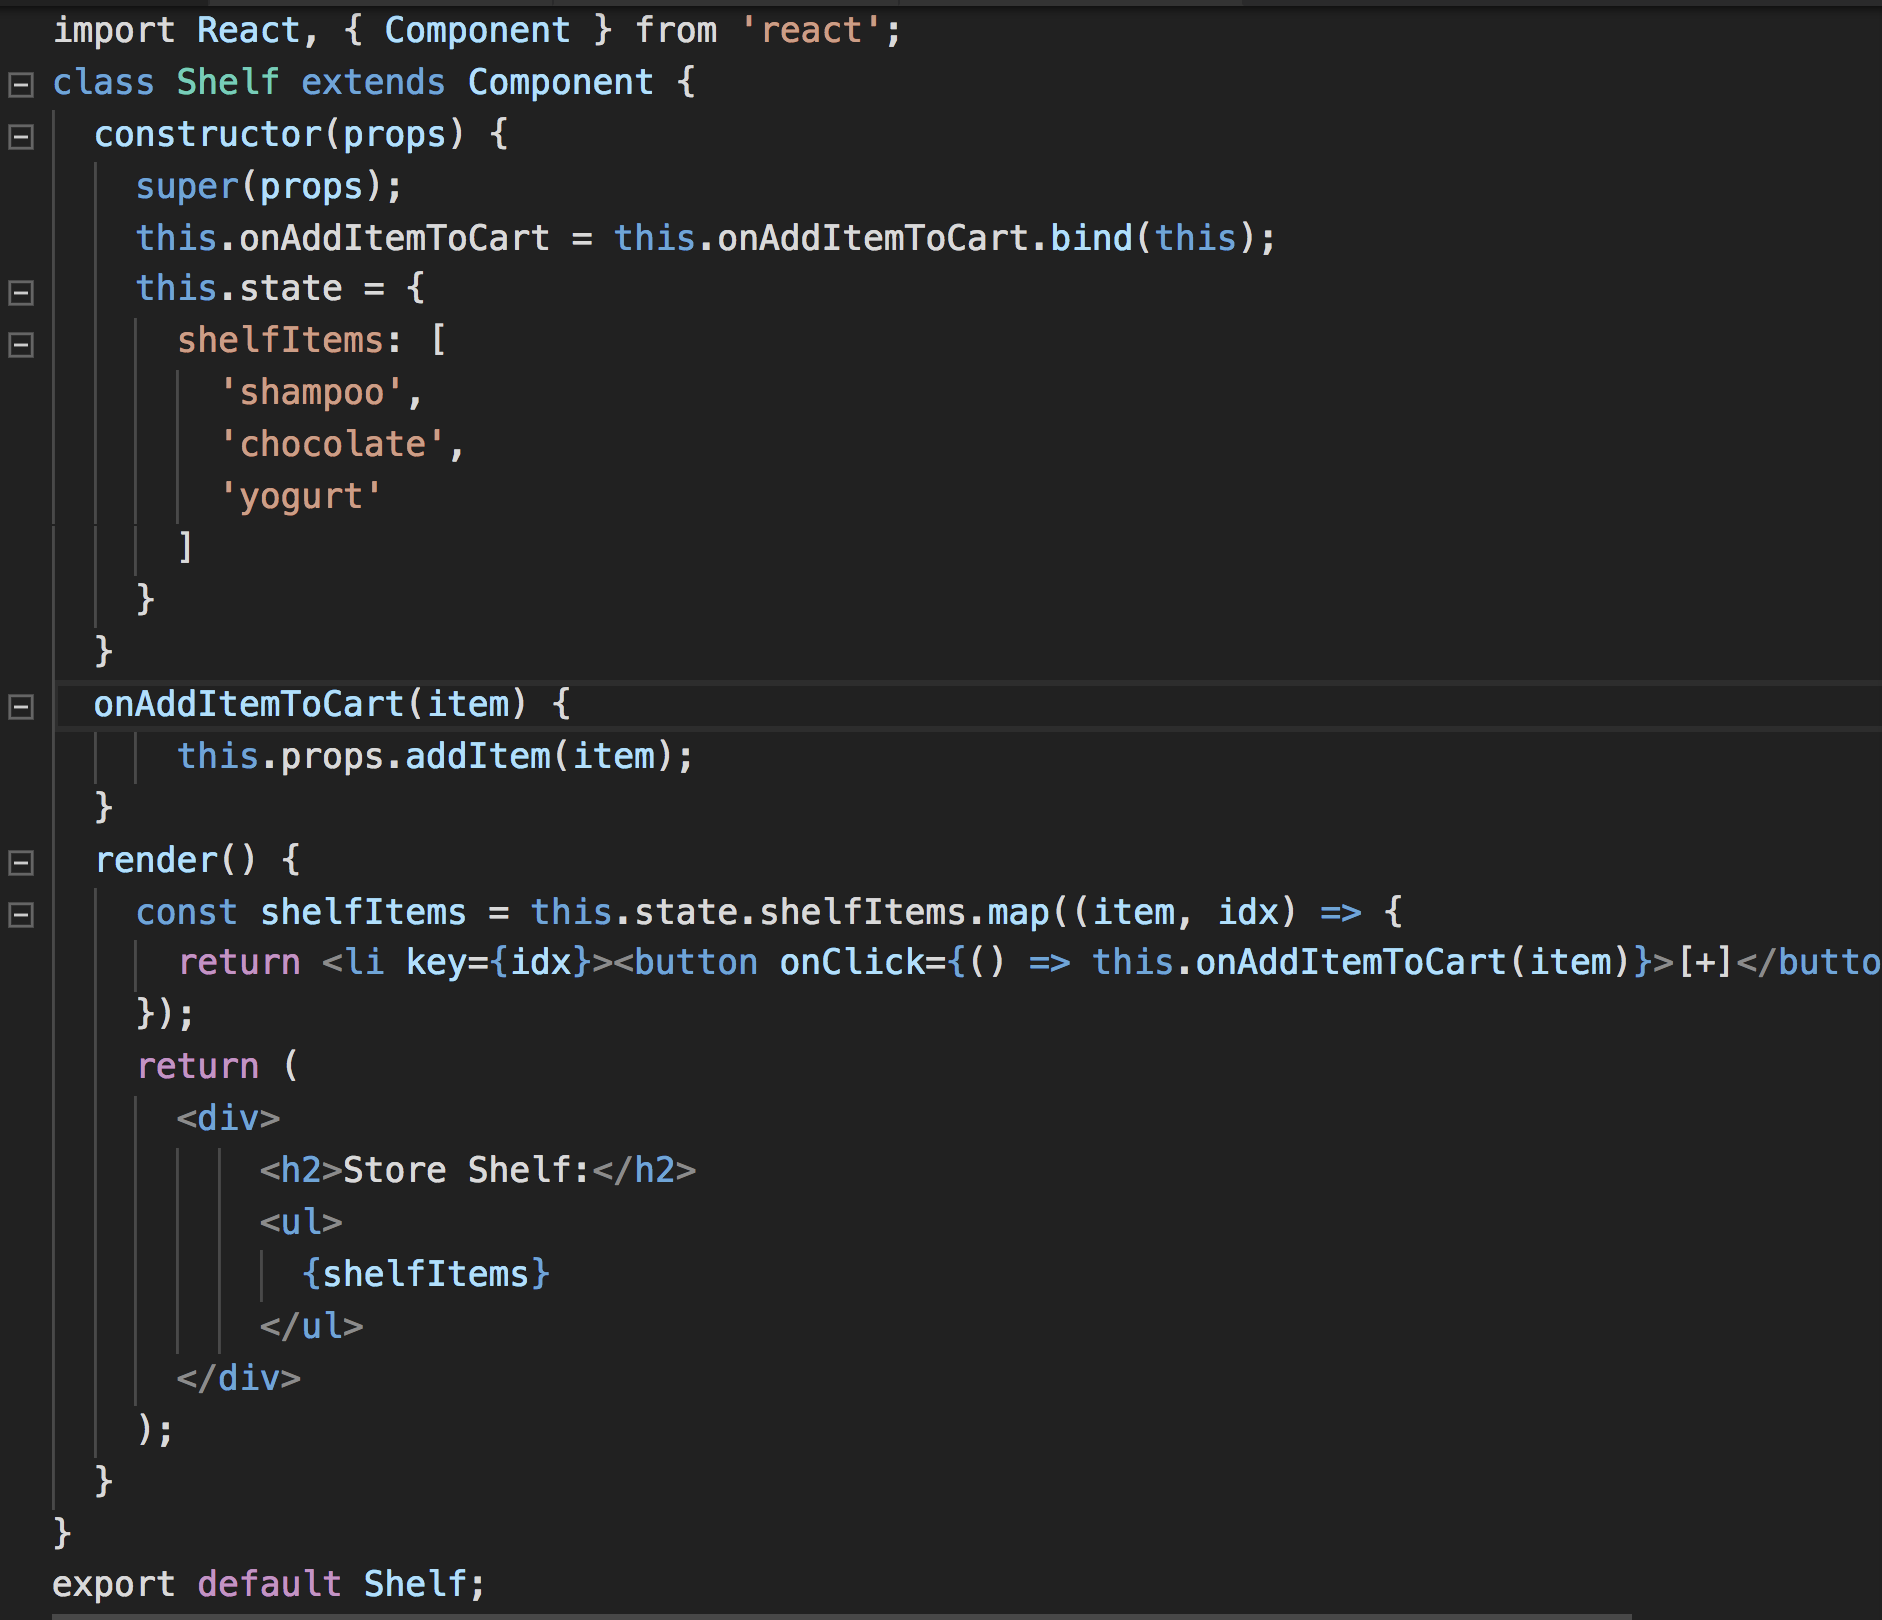 import React, { Component } from 'react';
class Shelf extends Component {
  constructor(props) {
    super(props);
    this.onAddItemToCart = this.onAddItemToCart.bind(this);
    this.state = {
      shelfItems: [
        'shampoo',
        'chocolate',
        'yogurt'
      ]
    }
  }
  onAddItemToCart(item) {
      this.props.addItem(item);
  }
  render() {
    const shelfItems = this.state.shelfItems.map((item, idx) => {
      return <li key={idx}><button onClick={() => this.onAddItemToCart(item)}>[+]</butto
    });
    return (
      <div>
          <h2>Store Shelf:</h2>
          <ul>
            {shelfItems}
          </ul>
      </div>
    );
  }
}
export default Shelf;